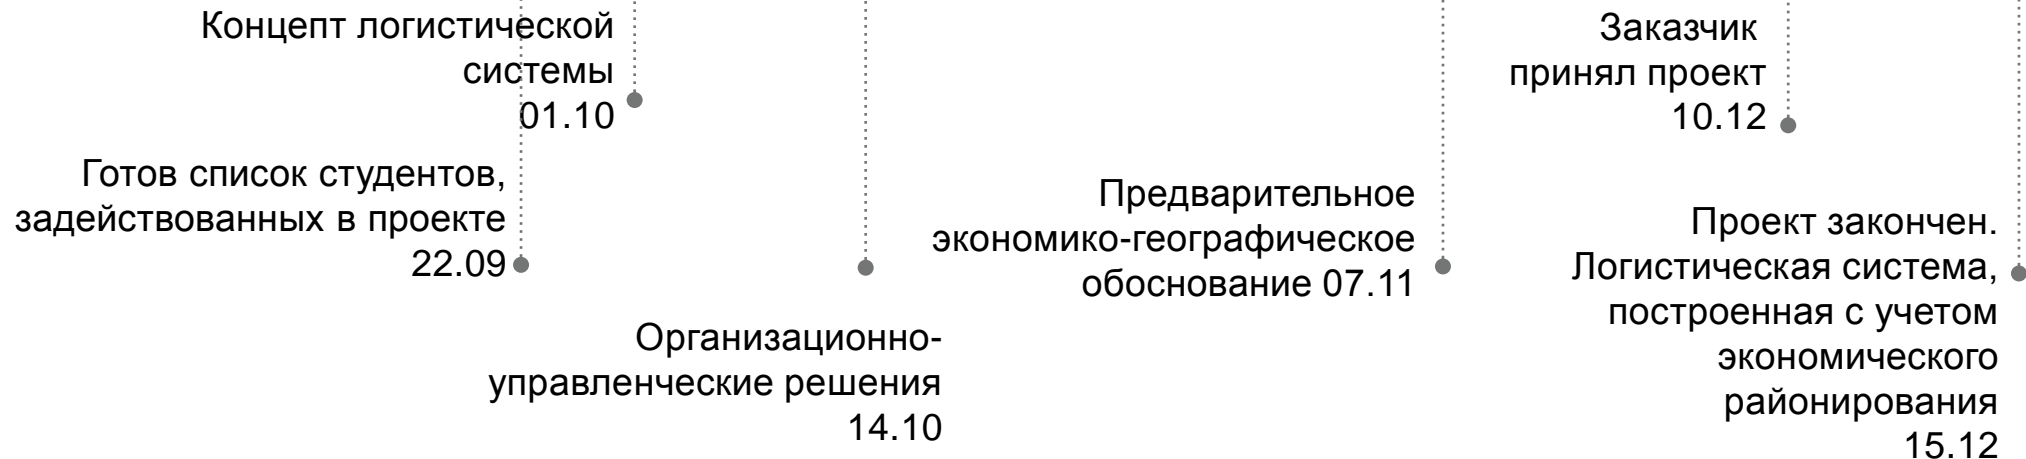 Концепт логистической
системы
01.10
Готов список студентов,
задействованных в проекте
22.09
Организационно-
управленческие решения
14.10
Предварительное
экономико-географическое
обоснование 07.11
Заказчик
принял проект
10.12
Проект закончен.
Логистическая система,
построенная с учетом
экономического
районирования
15.12